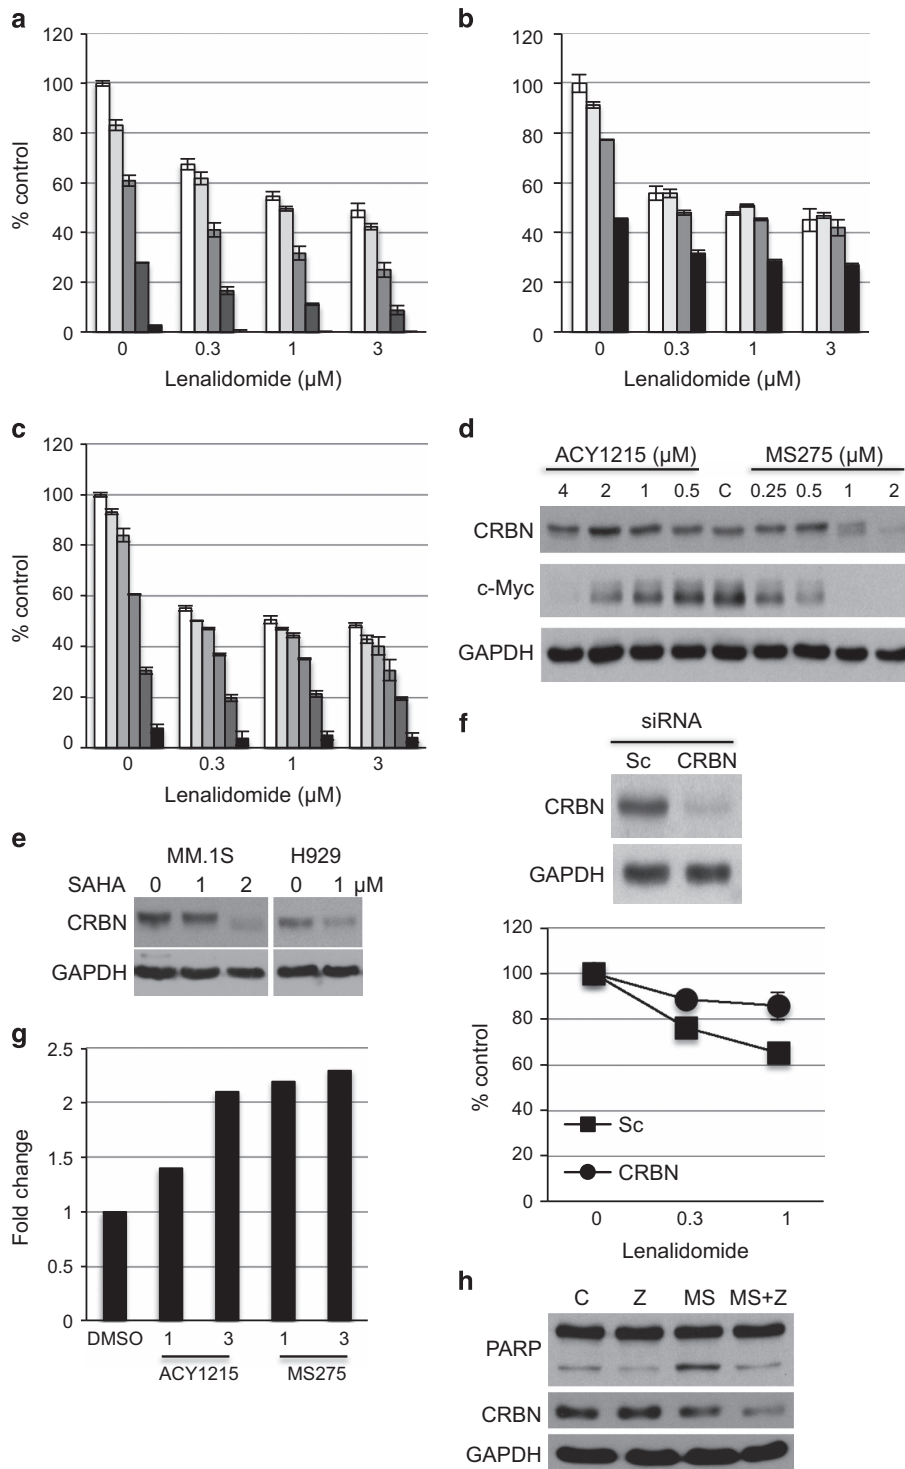 a
120
100
80
60
40
20
0
% control
0 0.3 1 3
Lenalidomide (µM)
b
120
100
80
60
40
20
0
% control
0 0.3 1 3
Lenalidomide (µM)
c
120
100
80
60
40
20
0
% control
0 0.3 1 3
Lenalidomide (µM)
d
ACY1215 (µM) MS275 (µM)
4 2 1 0.5 C 0.25 0.5 1 2
CRBN
c-Myc
GAPDH
e
MM.1S H929
SAHA 0 1 2 0 1 µM
CRBN
GAPDH
f
siRNA
Sc CRBN
CRBN
GAPDH
120
100
80
60
40
20
0
% control
Sc
CRBN
0 0.3 1
Lenalidomide
g
2.5
2
1.5
1
0.5
0
Fold change
DMSO 1 3 1 3
ACY1215 MS275
h
C Z MS MS+Z
PARP
CRBN
GAPDH